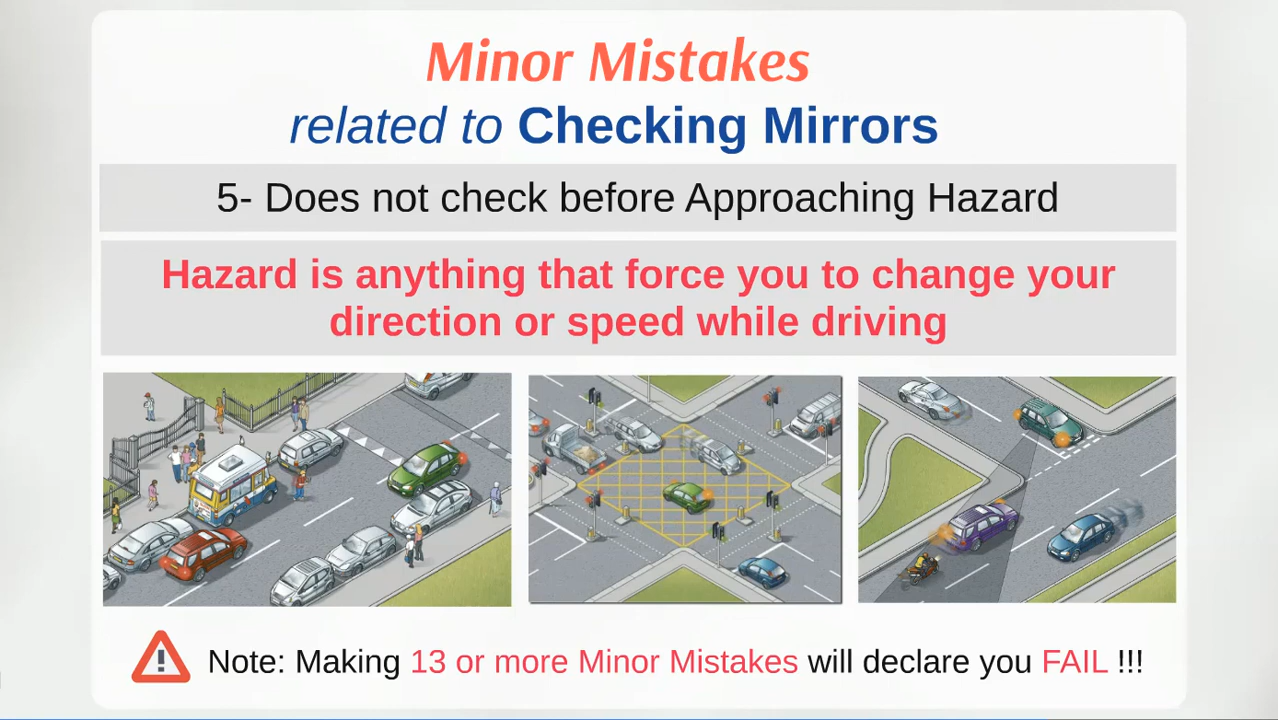 Minor Mistakes
related to Checking Mirrors
5- Does not check before Approaching Hazard
Hazard is anything that force you to change your
direction or speed while driving
Note: Making 13 or more Minor Mistakes will declare you FAIL !!!